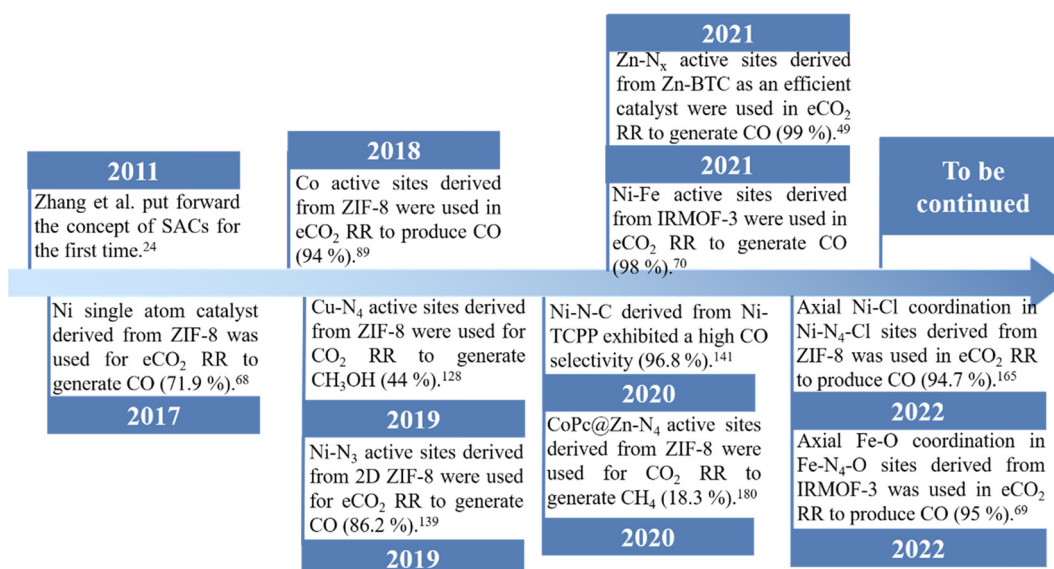 2011
Zhang et al. put forward
the concept of SACs for
the first time.²⁴
Ni single atom catalyst
derived from ZIF-8 was
used for eCO₂ RR to
generate CO (71.9 %).⁶⁸
2017
2018
Co active sites derived
from ZIF-8 were used in
eCO₂ RR to produce CO
(94 %).⁸⁹
Cu-N₄ active sites derived
from ZIF-8 were used for
CO₂ RR to generate
CH₃OH (44 %).¹²⁸
2019
Ni-N₃ active sites derived
from 2D ZIF-8 were used
for eCO₂ RR to generate
CO (86.2 %).¹³⁹
2019
2021
Zn-Nₓ active sites derived
from Zn-BTC as an efficient
catalyst were used in eCO₂
RR to generate CO (99 %).⁴⁹
2021
Ni-Fe active sites derived
from IRMOF-3 were used in
eCO₂ RR to generate CO
(98 %).⁷⁰
Ni-N-C derived from Ni-
TCPP exhibited a high CO
selectivity (96.8 %).¹⁴¹
2020
CoPc@Zn-N₄ active sites
derived from ZIF-8 were
used for CO₂ RR to
generate CH₄ (18.3 %).¹⁸⁰
2020
To be
continued
Axial Ni-Cl coordination in
Ni-N₄-Cl sites derived from
ZIF-8 was used in eCO₂ RR
to produce CO (94.7 %).¹⁶⁵
2022
Axial Fe-O coordination in
Fe-N₄-O sites derived from
IRMOF-3 was used in eCO₂
RR to produce CO (95 %).⁶⁹
2022